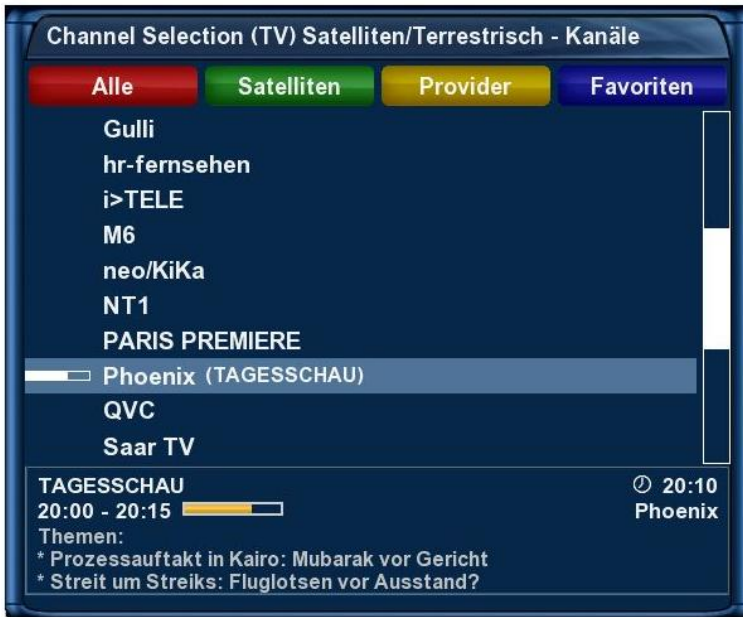 Channel Selection (TV) Satelliten/Terrestrisch - Kanäle
Alle Satelliten Provider Favoriten
Gulli
hr-fernsehen
i>TELE
M6
neo/KiKa
NT1
PARIS PREMIERE
Phoenix (TAGESSCHAU)
QVC
Saar TV
TAGESSCHAU 20:10
20:00 - 20:15 Phoenix
Themen:
* Prozessauftakt in Kairo: Mubarak vor Gericht
* Streit um Streiks: Fluglotsen vor Ausstand?